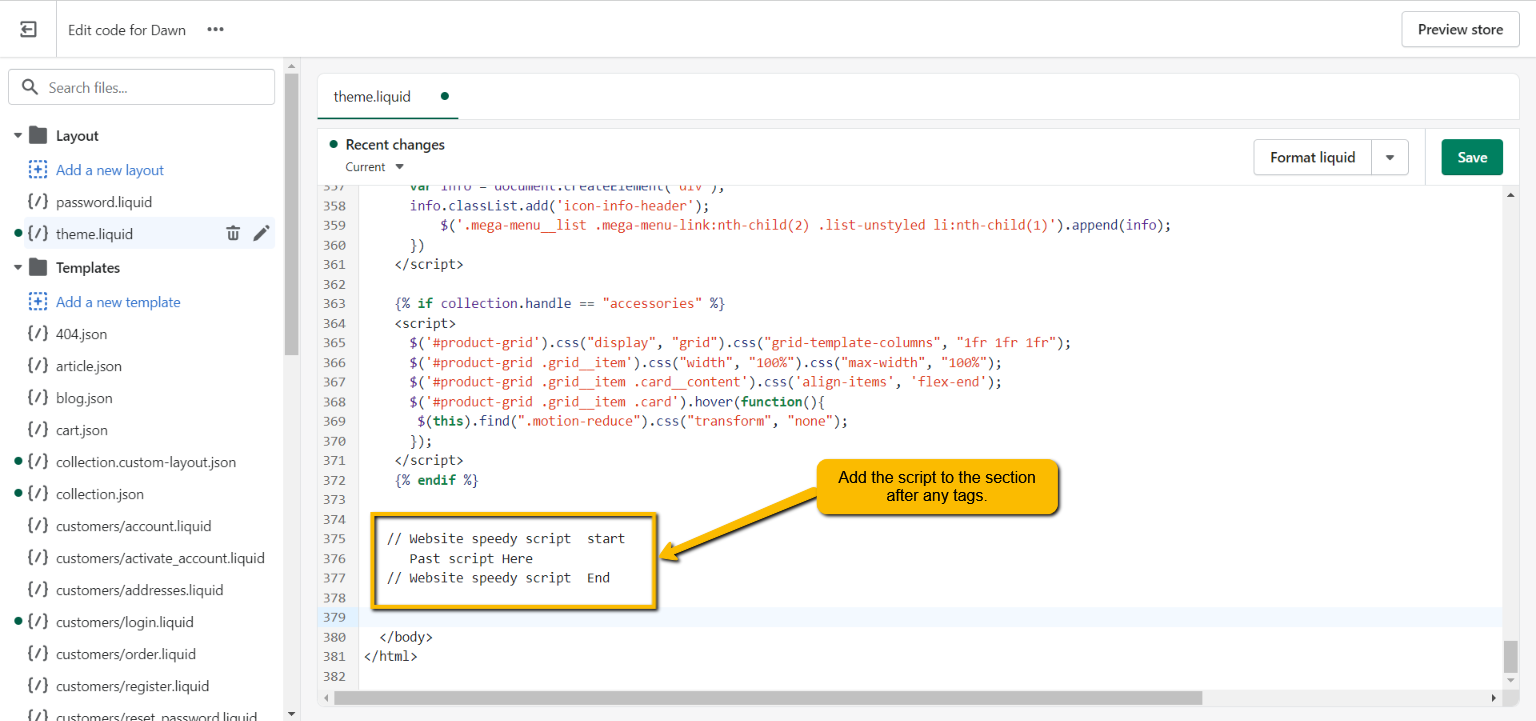 Edit code for Dawn •••
Preview store
Search files...
Layout
Add a new layout
{/} password.liquid
{/} theme.liquid
Templates
Add a new template
{/} 404.json
{/} article.json
{/} blog.json
{/} cart.json
{/} collection.custom-layout.json
{/} collection.json
{/} customers/account.liquid
{/} customers/activate_account.liquid
{/} customers/addresses.liquid
{/} customers/login.liquid
{/} customers/order.liquid
{/} customers/register.liquid
{/} customers/reset_password.liquid
theme.liquid
Recent changes
Current
Format liquid
Save
357 var info = document.createElement('div');
358 info.classList.add('icon-info-header');
359 $('.mega-menu__list .mega-menu-link:nth-child(2) .list-unstyled li:nth-child(1)').append(info);
360 })
361 </script>
362
363 {% if collection.handle == "accessories" %}
364 <script>
365 $('#product-grid').css("display", "grid").css("grid-template-columns", "1fr 1fr 1fr");
366 $('#product-grid .grid__item').css("width", "100%").css("max-width", "100%");
367 $('#product-grid .grid__item .card__content').css('align-items', 'flex-end');
368 $('#product-grid .grid__item .card').hover(function(){
369 $(this).find(".motion-reduce").css("transform", "none");
370 });
371 </script>
372 {% endif %}
373
374
375 // Website speedy script start
376 Past script Here
377 // Website speedy script End
378
379
380 </body>
381 </html>
382
Add the script to the section
after any tags.